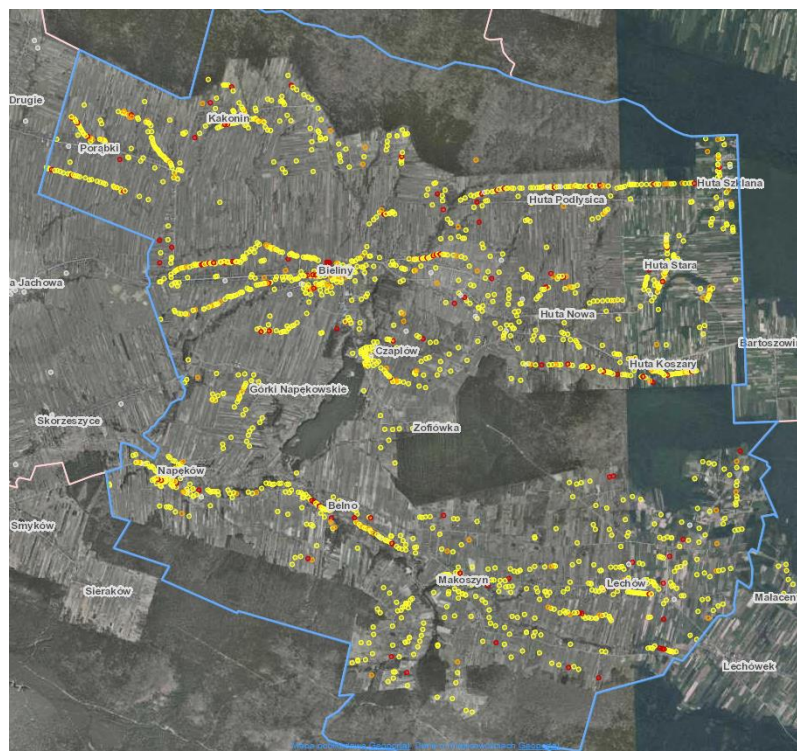 Drugie
Kakonin
Porąbki
Huta Szklana
Huta Podłysica
Bieliny
Huta Stara
a Jachowa
Huta Nowa
Bartoszowin
Czaplów
Huta Koszary
Górki Napękowskie
Skorzeszyce
Zofiówka
Napęków
Belno
Smyków
Makoszyn
Lechów
Sieraków
Małacen
Lechówek